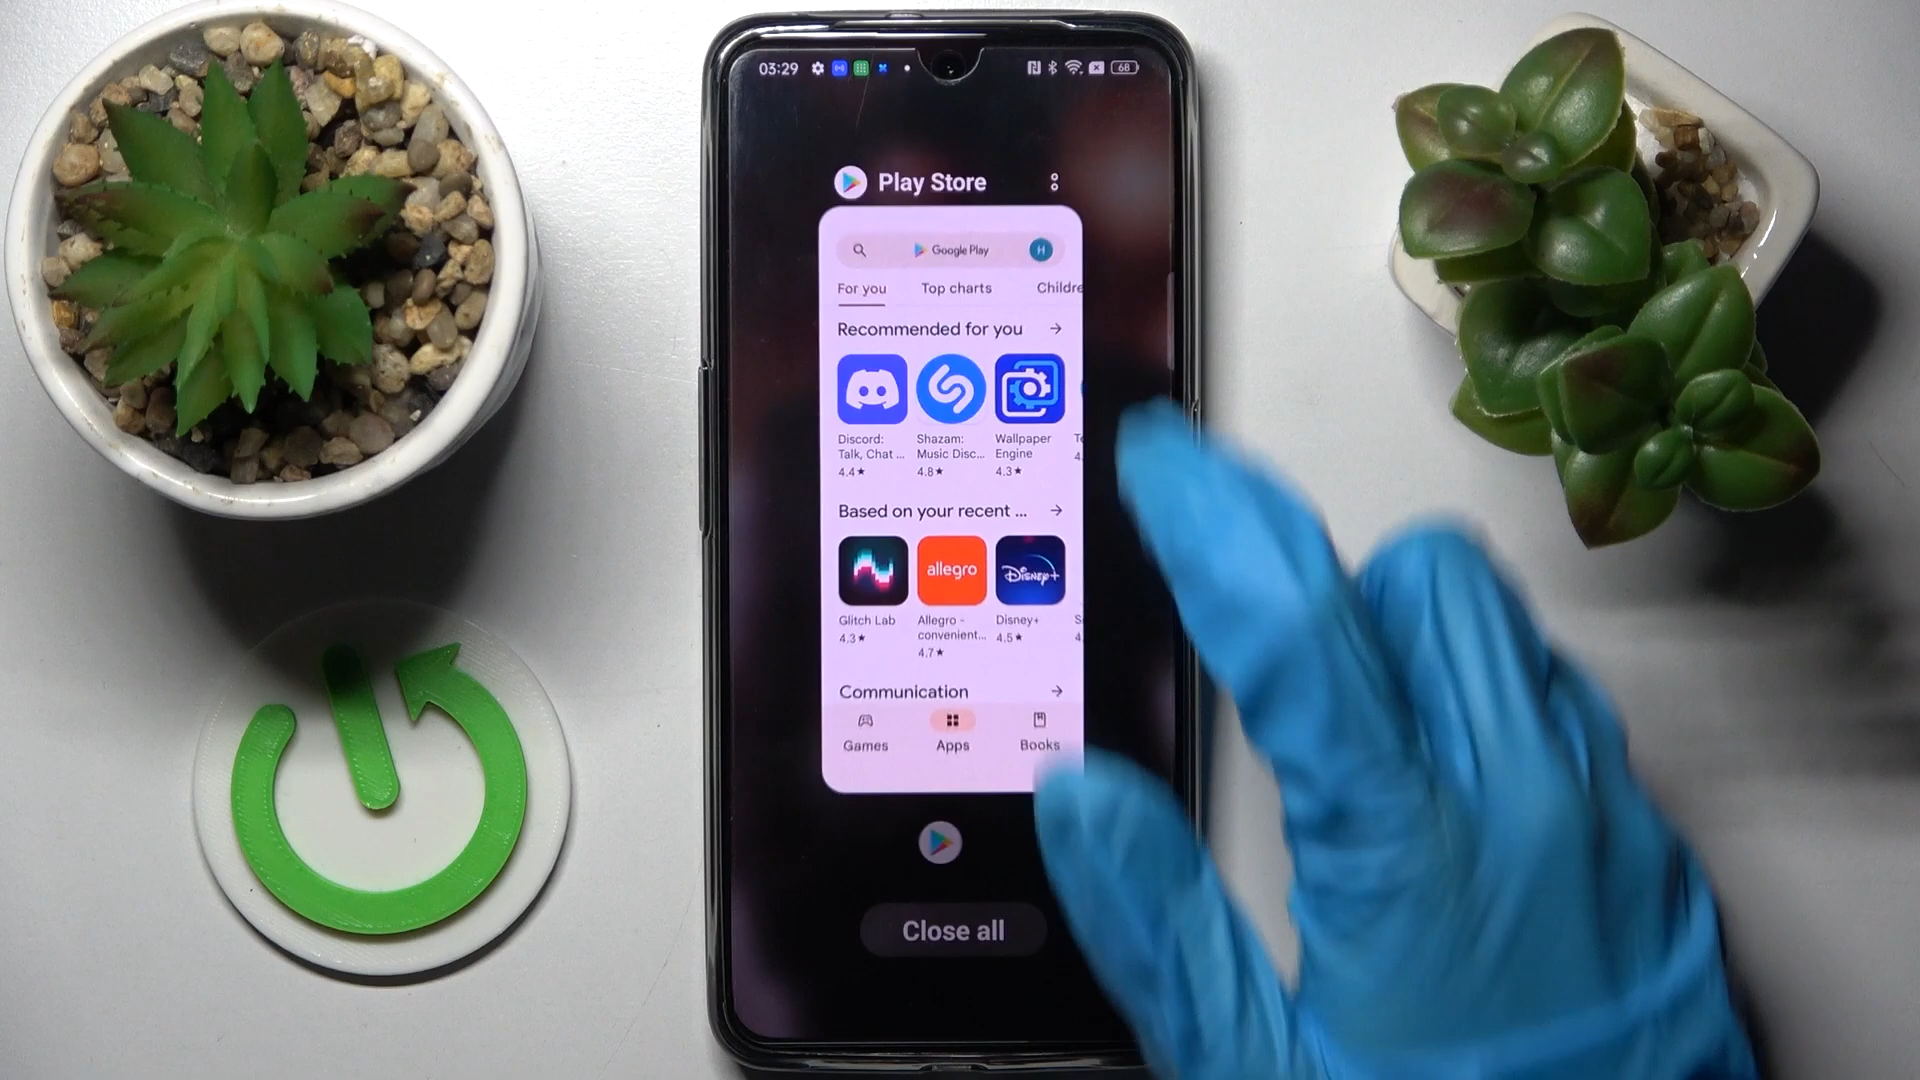 03:29
68
Play Store
Google Play
H
For you Top charts Childre
Recommended for you
Discord: Talk, Chat ...
4.4★
Shazam: Music Disc...
4.8★
Wallpaper Engine
4.3★
Based on your recent ...
allegro
Disney+
Glitch Lab
4.3★
Allegro - convenient...
4.7★
Disney+
4.5★
Communication
Games Apps Books
Close all